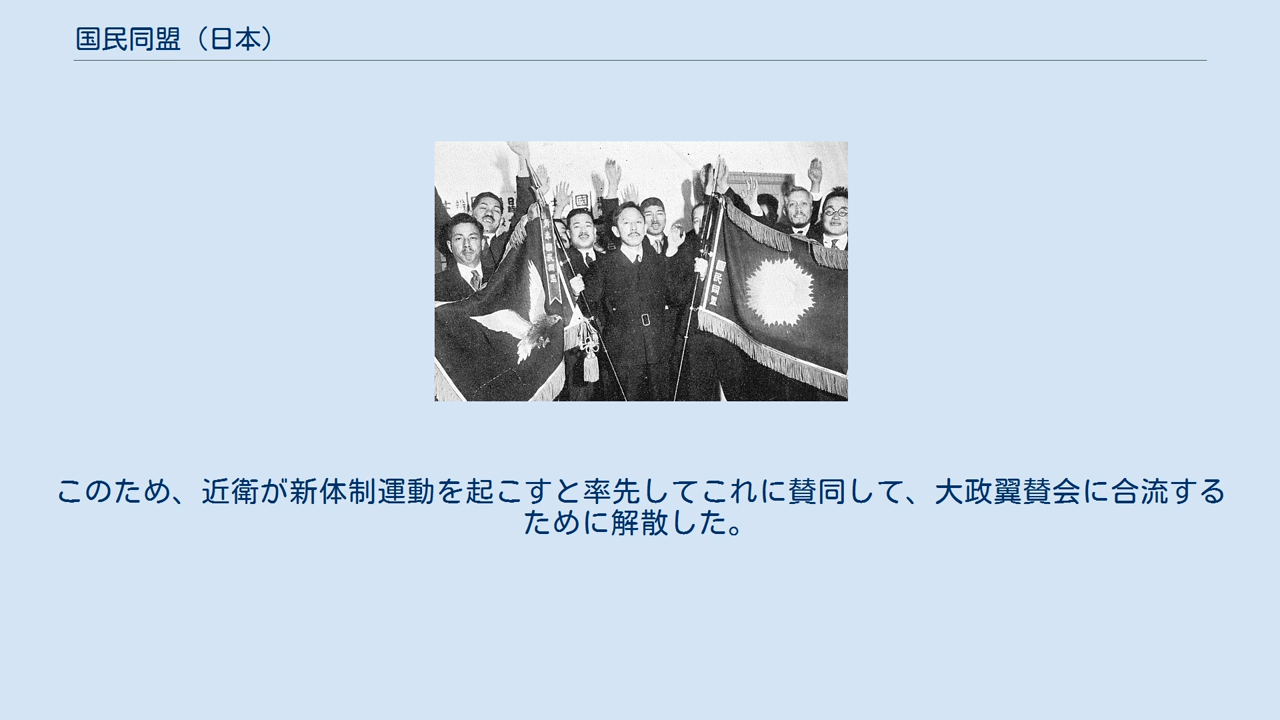 国民同盟（日本）
国民同盟
このため、近衛が新体制運動を起こすと率先してこれに賛同して、大政翼賛会に合流する
ために解散した。